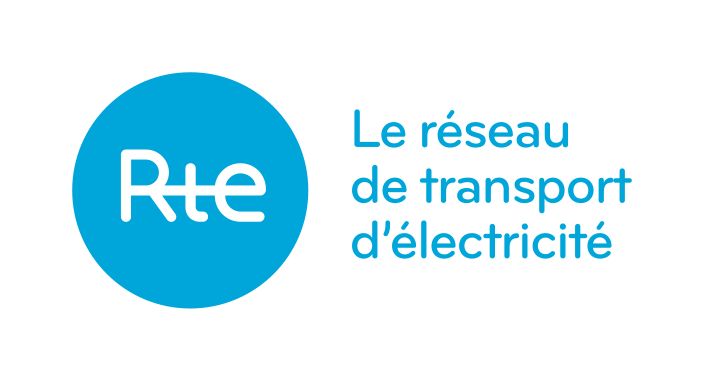 Rte
Le réseau
de transport
d'électricité